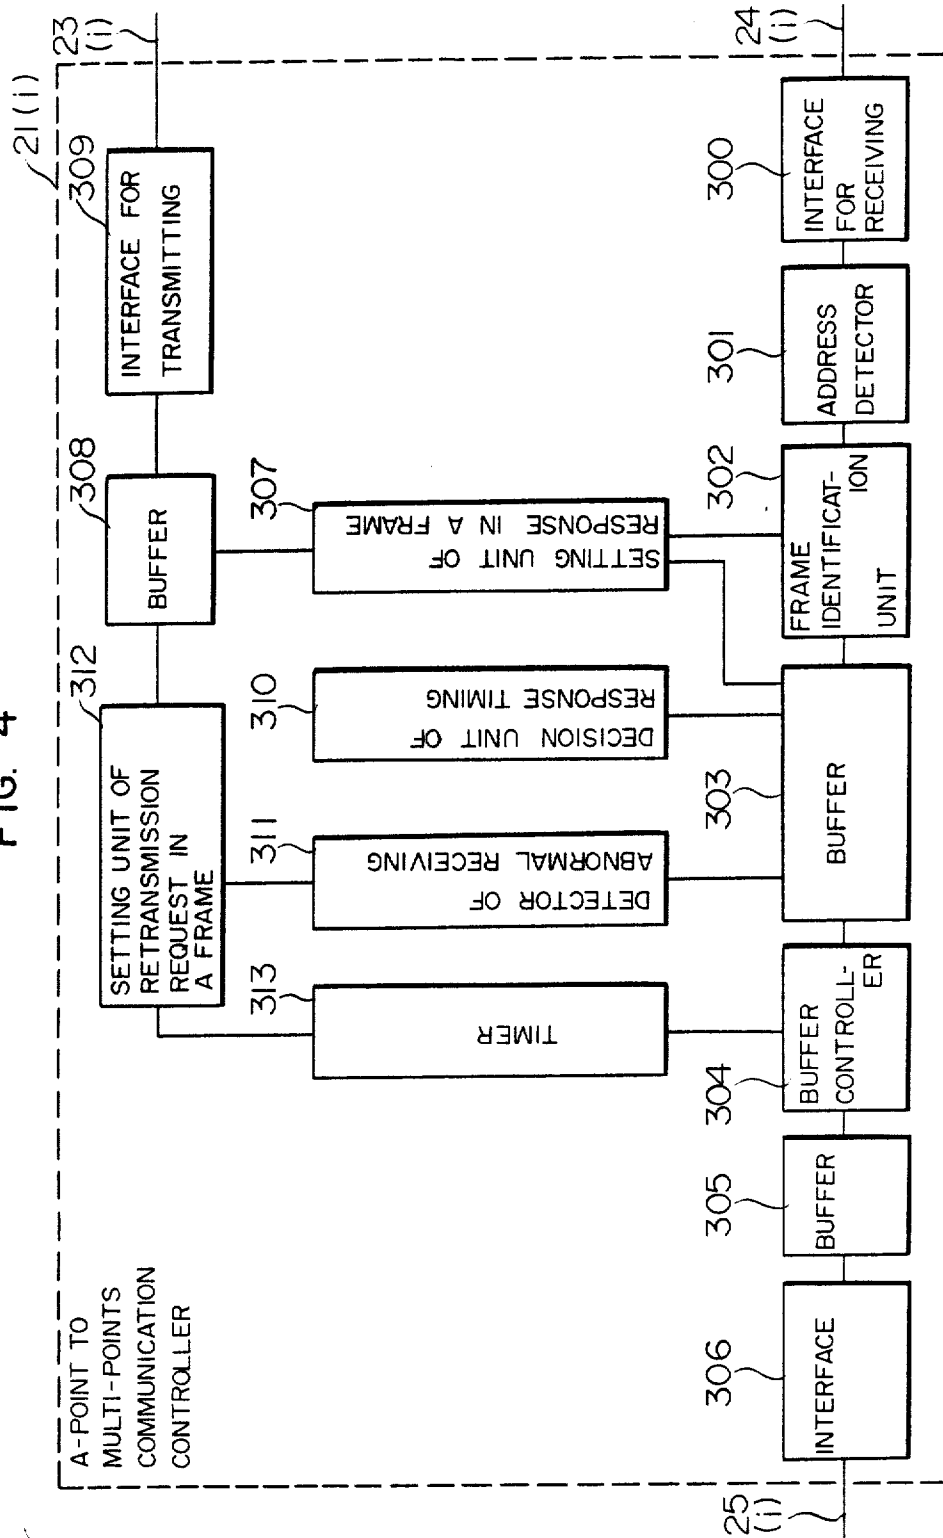 FIG. 4
21 (i)
A-POINT TO
MULTI-POINTS
COMMUNICATION
CONTROLLER
312
SETTING UNIT OF
RETRANSMISSION
REQUEST IN
A FRAME
308
BUFFER
309
INTERFACE FOR
TRANSMITTING
23
(i)
313
TIMER
311
DETECTOR OF
ABNORMAL RECEIVING
310
DECISION UNIT OF
RESPONSE TIMING
307
SETTING UNIT OF
RESPONSE IN A FRAME
25
(i)
306
INTERFACE
305
BUFFER
304
BUFFER
CONTROLL-
ER
303
BUFFER
302
FRAME
IDENTIFICAT-
ION
UNIT
301
ADDRESS
DETECTOR
300
INTERFACE
FOR
RECEIVING
24
(i)